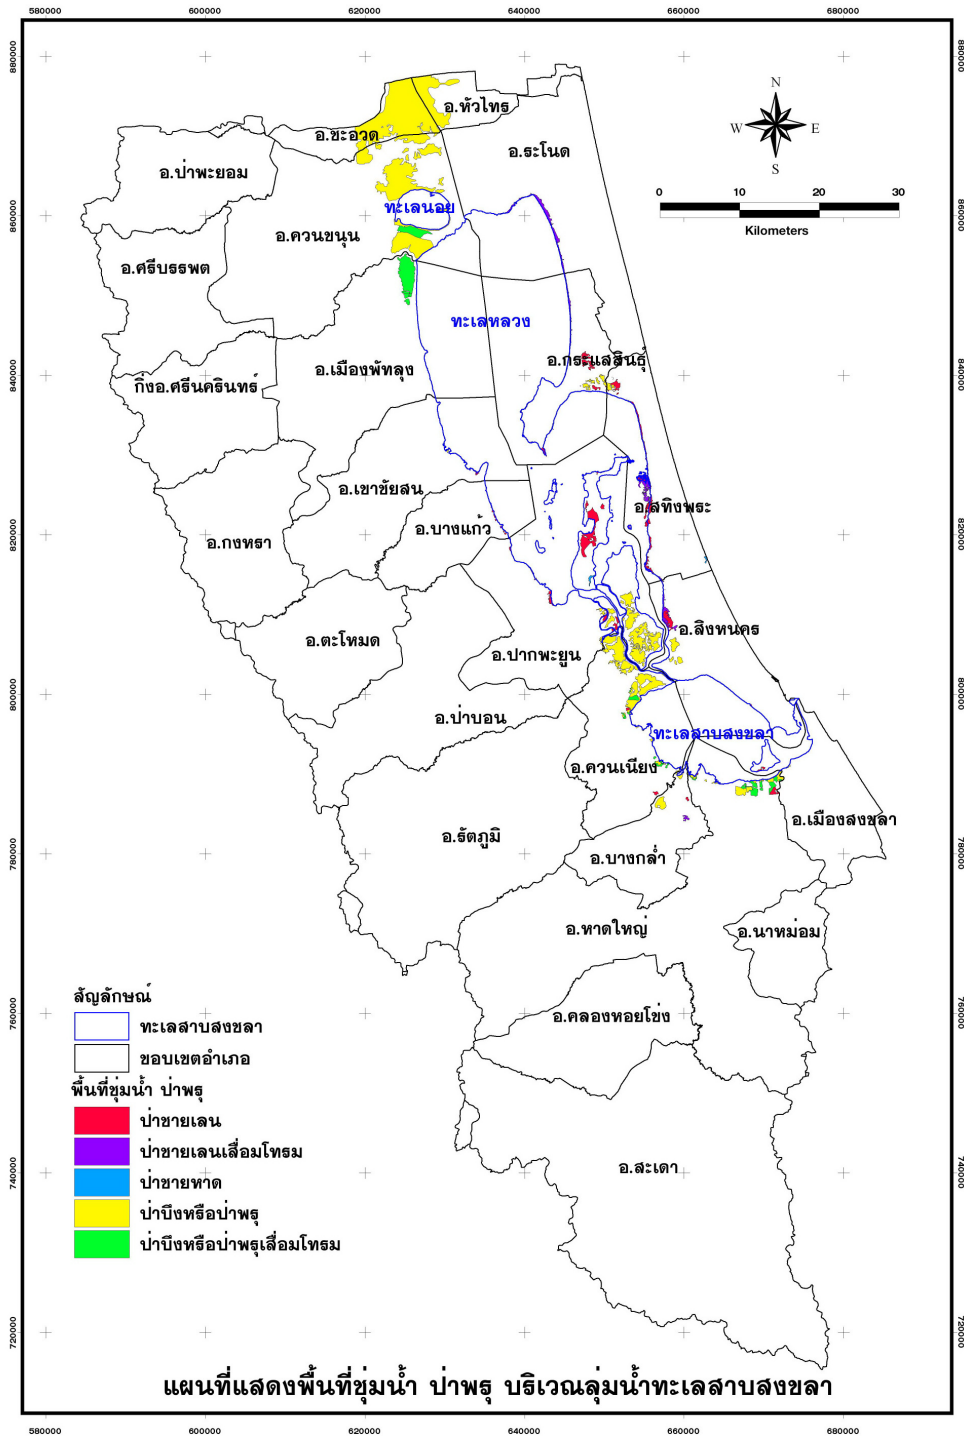 580000 600000 620000 640000 660000 680000
880000 880000
N
W E
S
0 10 20 30
Kilometers
อ.หัวไทร
อ.ชะอวด
อ.ระโนด
อ.ป่าพะยอม
ทะเลน้อย
860000 860000
อ.ควนขนุน
อ.ศรีบรรพต
ทะเลหลวง
อ.กระแสสินธุ์
อ.เมืองพัทลุง
840000 840000
กิ่งอ.ศรีนครินทร์
อ.เขาชัยสน
อ.สทิงพระ
อ.บางแก้ว
820000 820000
อ.กงหรา
อ.สิงหนคร
อ.ตะโหมด
อ.ปากพะยูน
800000 800000
อ.ป่าบอน
ทะเลสาบสงขลา
อ.ควนเนียง
อ.เมืองสงขลา
อ.รัตภูมิ
780000 780000
อ.บางกล่ำ
อ.หาดใหญ่
อ.นาหม่อม
สัญลักษณ์
ทะเลสาบสงขลา
อ.คลองหอยโข่ง
760000 760000
ขอบเขตอำเภอ
พื้นที่ชุ่มน้ำ ป่าพรุ
ป่าชายเลน
ป่าชายเลนเสื่อมโทรม
อ.สะเดา
740000 740000
ป่าชายหาด
ป่าบึงหรือป่าพรุ
ป่าบึงหรือป่าพรุเสื่อมโทรม
720000 720000
แผนที่แสดงพื้นที่ชุ่มน้ำ ป่าพรุ บริเวณลุ่มน้ำทะเลสาบสงขลา
580000 600000 620000 640000 660000 680000